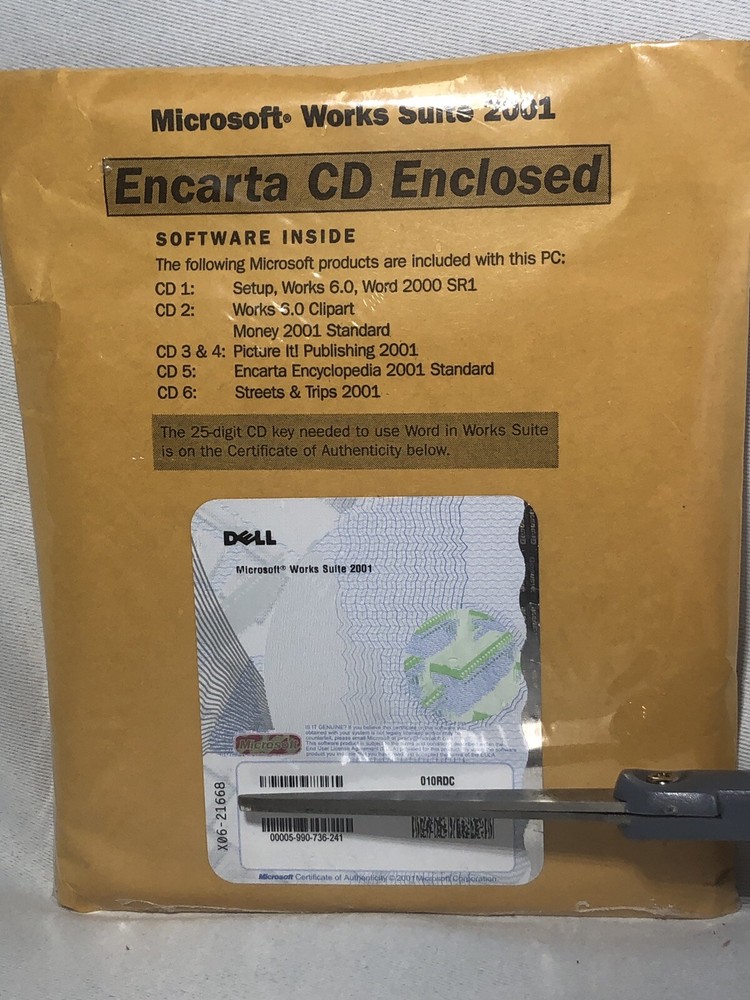 Microsoft® Works Suite 2001
Encarta CD Enclosed
SOFTWARE INSIDE
The following Microsoft products are included with this PC:
CD 1: Setup, Works 6.0, Word 2000 SR1
CD 2: Works 6.0 Clipart
Money 2001 Standard
CD 3 & 4: Picture It! Publishing 2001
CD 5: Encarta Encyclopedia 2001 Standard
CD 6: Streets & Trips 2001
The 25-digit CD key needed to use Word in Works Suite
is on the Certificate of Authenticity below.
DELL
Microsoft® Works Suite 2001
Microsoft
010RDC
X06-21668
00005-990-736-241
Microsoft Certificate of Authenticity © 2001 Microsoft Corporation